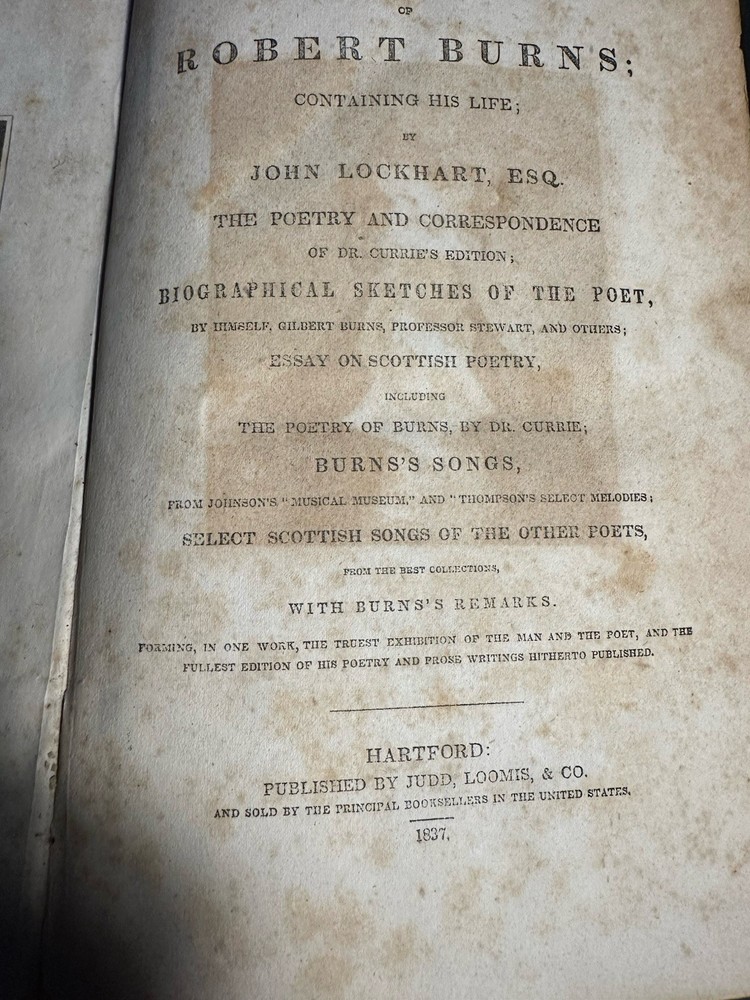 OF
ROBERT BURNS;
CONTAINING HIS LIFE;
BY
JOHN LOCKHART, ESQ.
THE POETRY AND CORRESPONDENCE
OF DR. CURRIE'S EDITION;
BIOGRAPHICAL SKETCHES OF THE POET,
BY HIMSELF, GILBERT BURNS, PROFESSOR STEWART, AND OTHERS;
ESSAY ON SCOTTISH POETRY,
INCLUDING
THE POETRY OF BURNS, BY DR. CURRIE;
BURNS'S SONGS,
FROM JOHNSON'S "MUSICAL MUSEUM," AND "THOMPSON'S SELECT MELODIES;
SELECT SCOTTISH SONGS OF THE OTHER POETS,
FROM THE BEST COLLECTIONS,
WITH BURNS'S REMARKS.
FORMING, IN ONE WORK, THE TRUEST EXHIBITION OF THE MAN AND THE POET, AND THE
FULLEST EDITION OF HIS POETRY AND PROSE WRITINGS HITHERTO PUBLISHED.
HARTFORD:
PUBLISHED BY JUDD, LOOMIS, & CO.
AND SOLD BY THE PRINCIPAL BOOKSELLERS IN THE UNITED STATES.
1837.